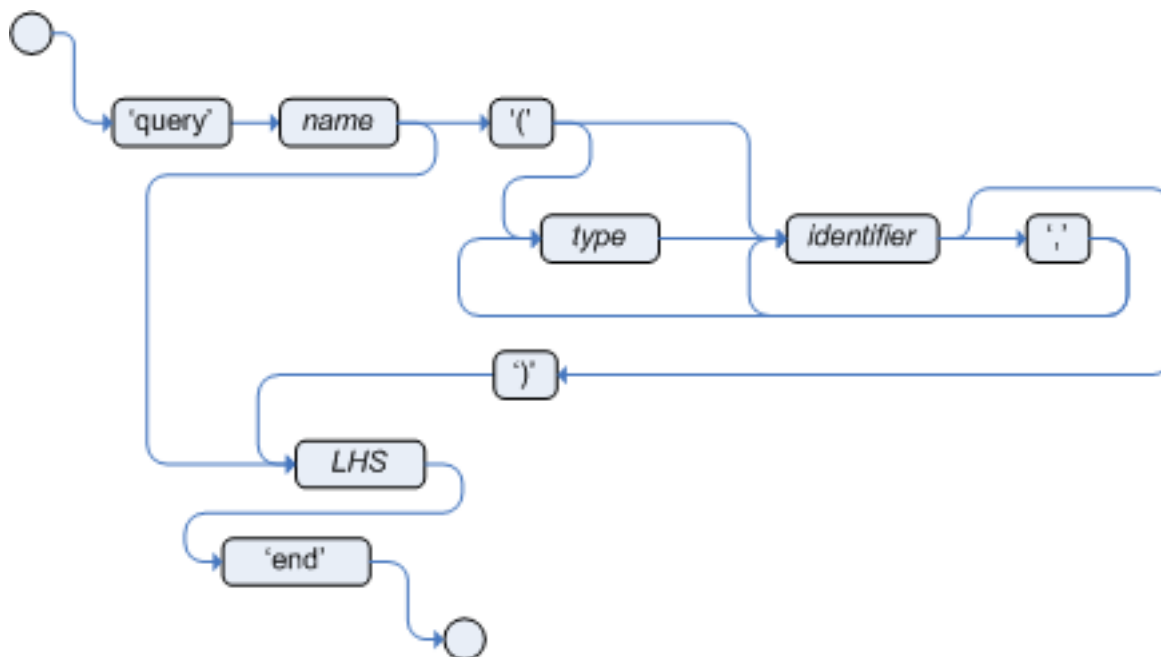 ‘query’ name '('
type identifier ‘,’
‘)’
LHS
‘end’